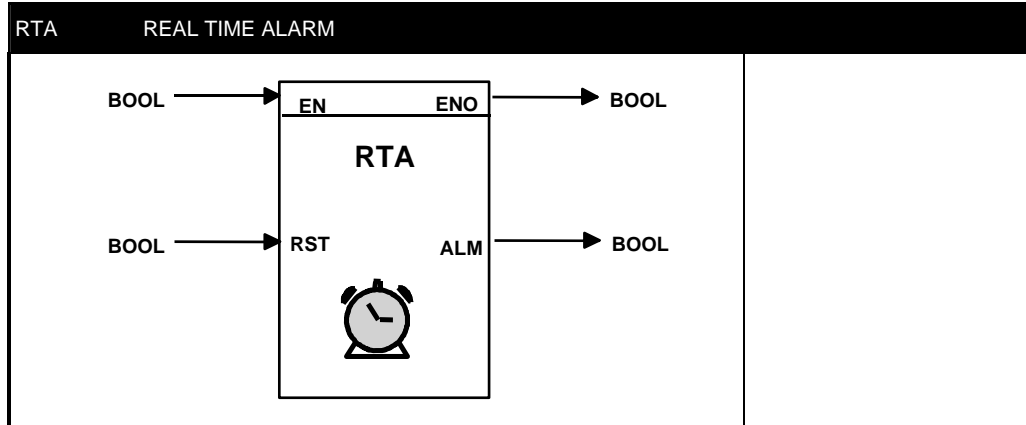 RTA REAL TIME ALARM
BOOL EN ENO BOOL
RTA
BOOL RST ALM BOOL